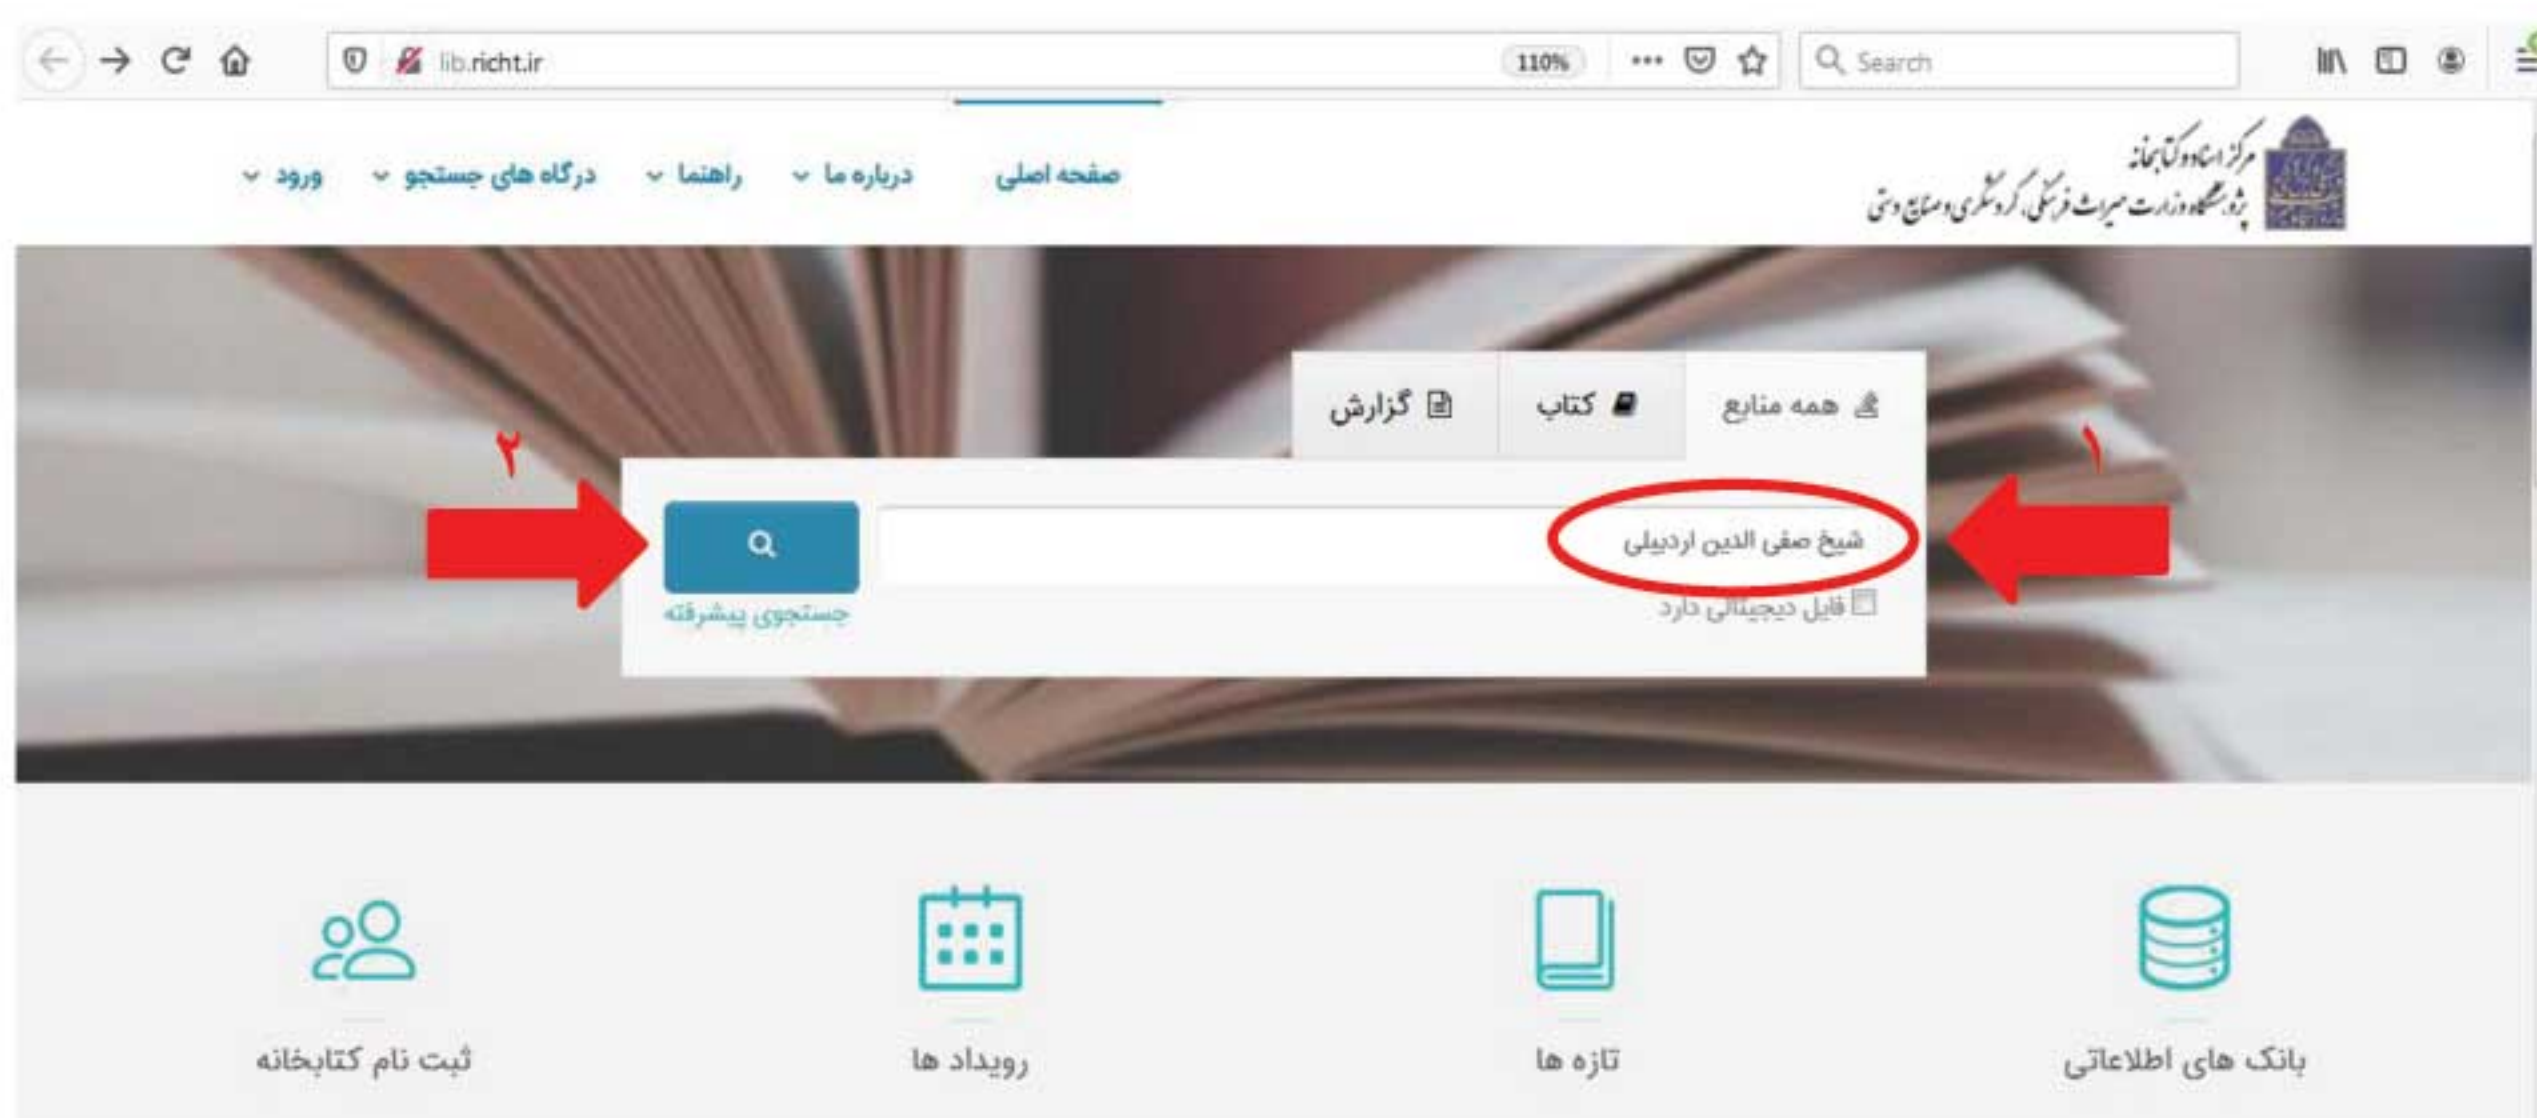 lib.richt.ir
110%
Search
مرکز اسناد و کتابخانه
پژوهشگاه وزارت میراث فرهنگی، گردشگری و صنایع دستی
صفحه اصلی
درباره ما
راهنما
درگاه های جستجو
ورود
همه منابع
کتاب
گزارش
۱
۲
شیخ صفی الدین اردبیلی
فایل دیجیتالی دارد
جستجوی پیشرفته
بانک های اطلاعاتی
تازه ها
رویداد ها
ثبت نام کتابخانه